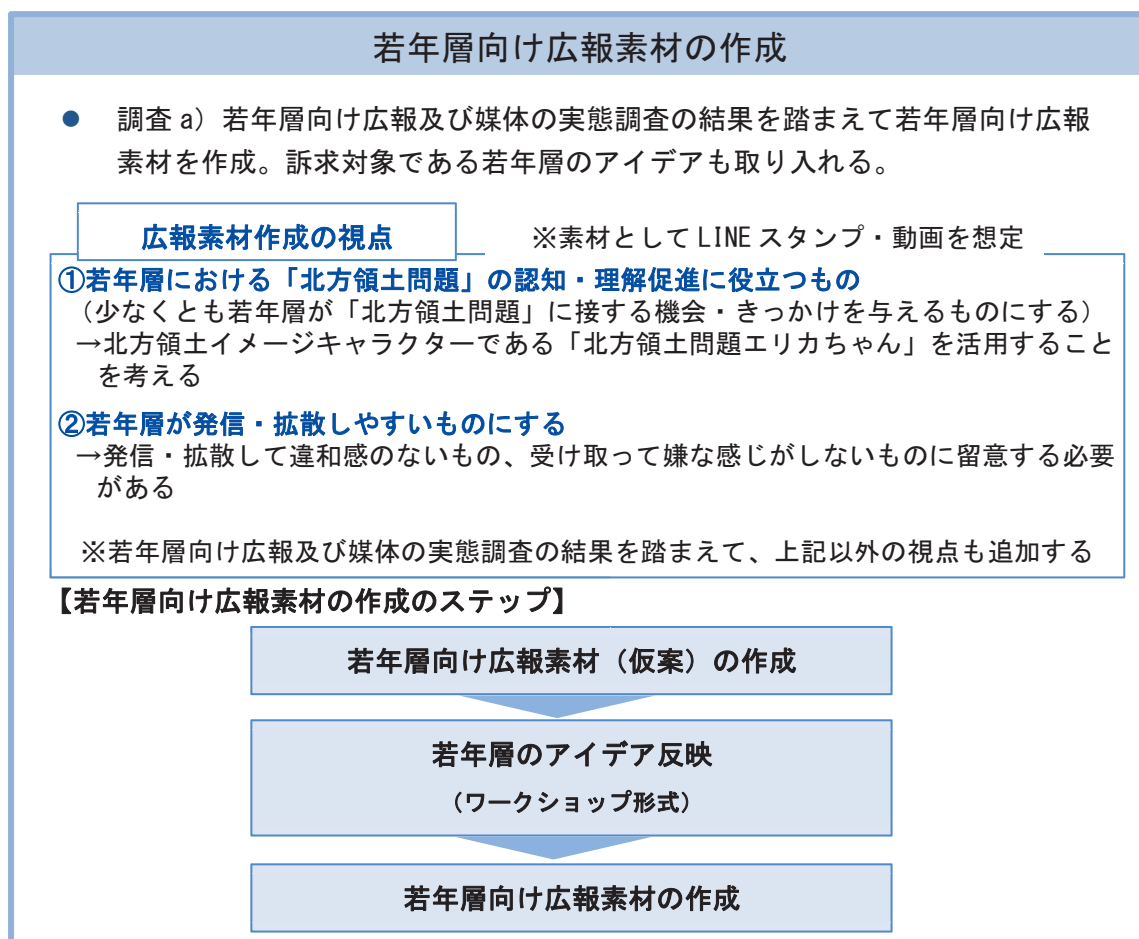 若年層向け広報素材の作成
● 調査 a）若年層向け広報及び媒体の実態調査の結果を踏まえて若年層向け広報
素材を作成。訴求対象である若年層のアイデアも取り入れる。
広報素材作成の視点
※素材として LINE スタンプ・動画を想定
①若年層における「北方領土問題」の認知・理解促進に役立つもの
（少なくとも若年層が「北方領土問題」に接する機会・きっかけを与えるものにする）
→北方領土イメージキャラクターである「北方領土問題エリカちゃん」を活用すること
を考える
②若年層が発信・拡散しやすいものにする
→発信・拡散して違和感のないもの、受け取って嫌な感じがしないものに留意する必要
がある
※若年層向け広報及び媒体の実態調査の結果を踏まえて、上記以外の視点も追加する
【若年層向け広報素材の作成のステップ】
若年層向け広報素材（仮案）の作成
若年層のアイデア反映
（ワークショップ形式）
若年層向け広報素材の作成